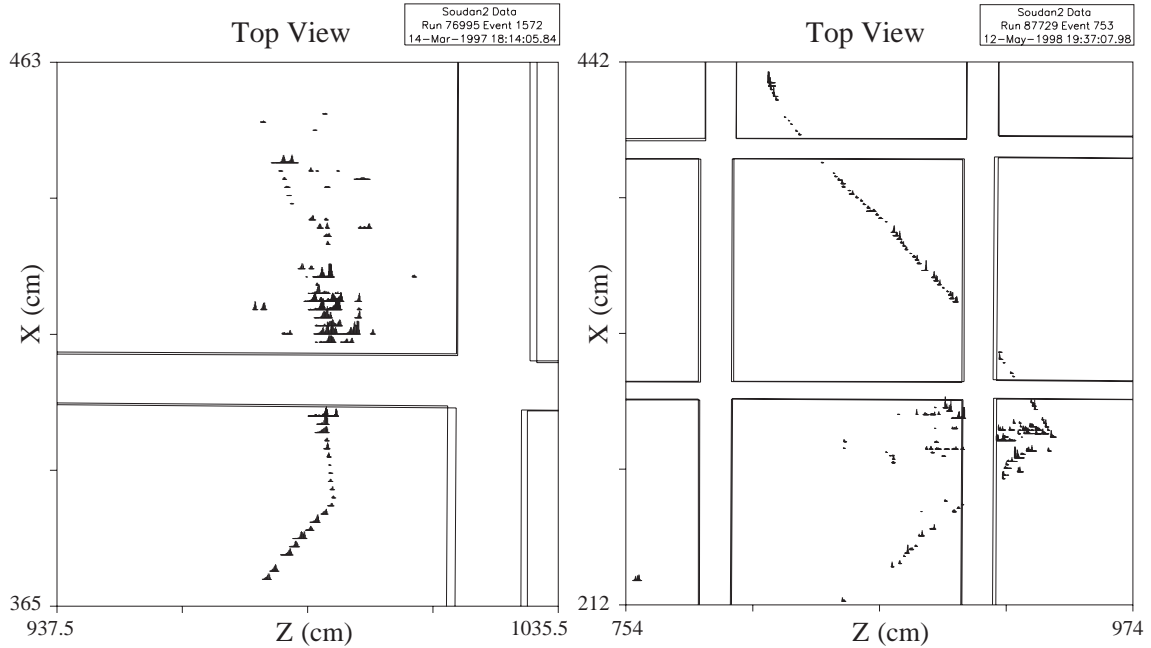 Soudan2 Data
Run 76995 Event 1572
14-Mar-1997 18:14:05.84
Top View
463
X (cm)
365
937.5
Z (cm)
1035.5
Soudan2 Data
Run 87729 Event 753
12-May-1998 19:37:07.98
Top View
442
X (cm)
212
754
Z (cm)
974